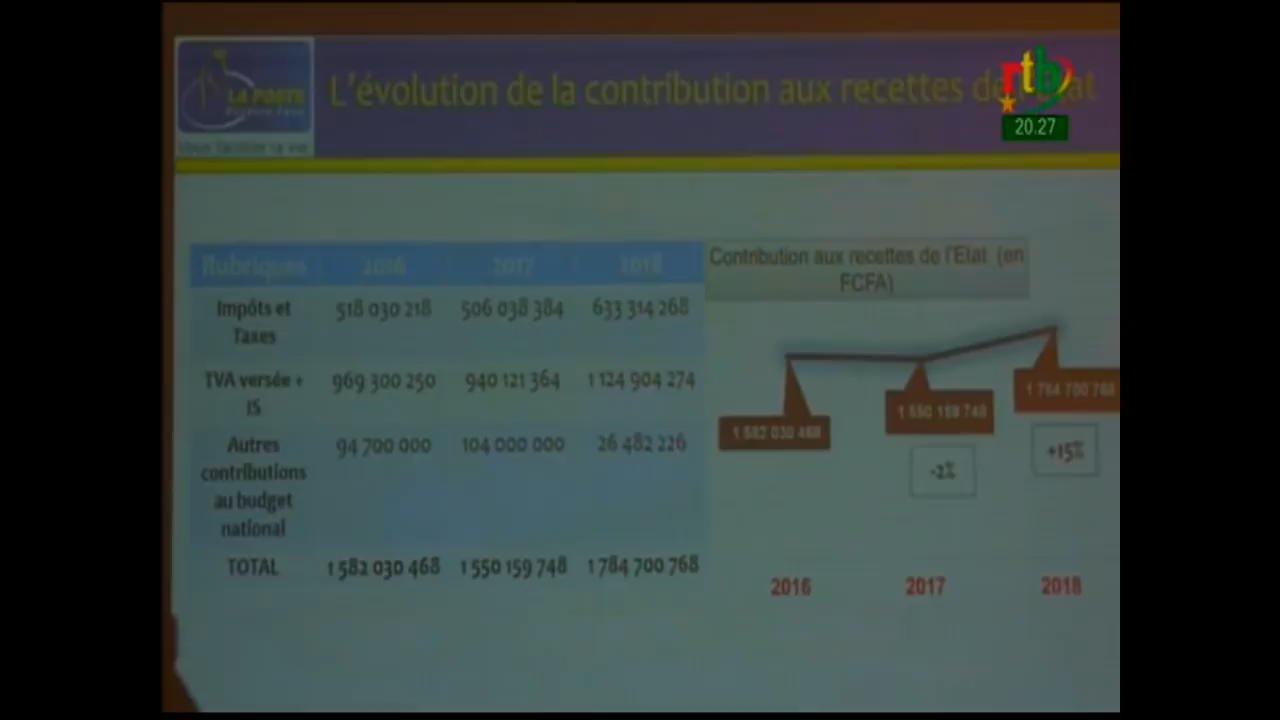 L'évolution de la contribution aux recettes de l'Etat
rtb
20.27
LA POSTE
Rubriques 2016 2017 2018
Impôts et Taxes 518 030 218 506 038 384 633 314 268
TVA versée + IS 969 300 250 940 121 364 1 124 904 274
Autres contributions au budget national 94 700 000 104 000 000 26 482 226
TOTAL 1 582 030 468 1 550 159 748 1 784 700 768
Contribution aux recettes de l'Etat (en
FCFA)
1 582 030 468
1 550 159 748
1 784 700 768
-2%
+15%
2016 2017 2018